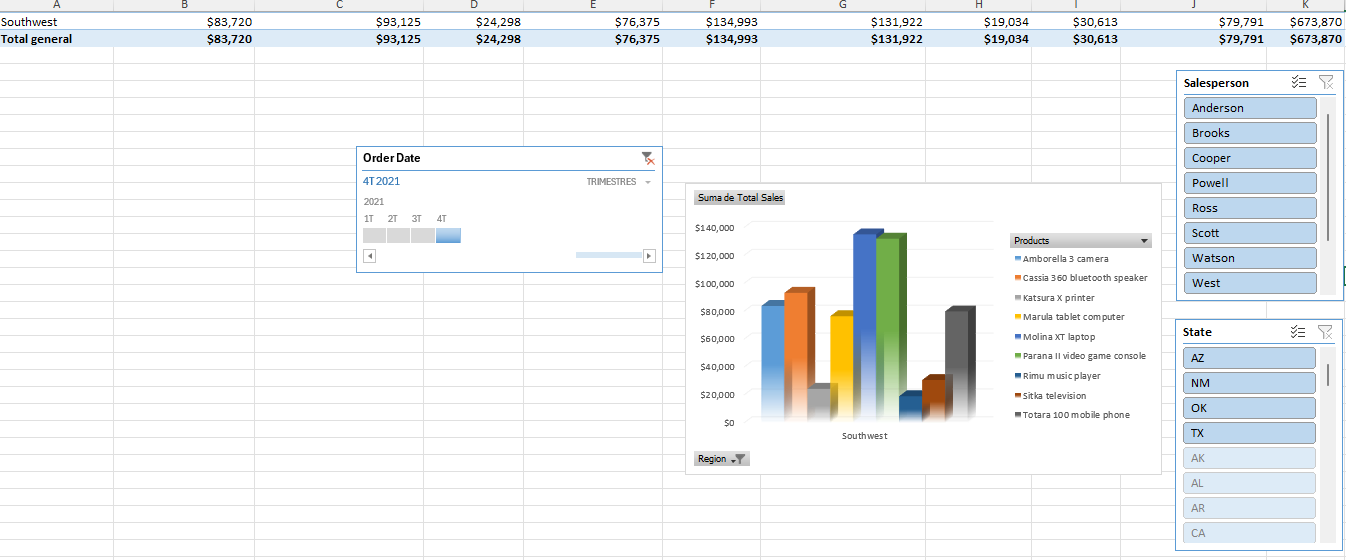 A B C D E F G H I J K
Southwest $83,720 $93,125 $24,298 $76,375 $134,993 $131,922 $19,034 $30,613 $79,791 $673,870
Total general $83,720 $93,125 $24,298 $76,375 $134,993 $131,922 $19,034 $30,613 $79,791 $673,870
Order Date
4T 2021 TRIMESTRES
2021
1T 2T 3T 4T
Suma de Total Sales
$140,000
$120,000
$100,000
$80,000
$60,000
$40,000
$20,000
$0
Southwest
Region
Products
Amborella 3 camera
Cassia 360 bluetooth speaker
Katsura X printer
Marula tablet computer
Molina XT laptop
Parana II video game console
Rimu music player
Sitka television
Totara 100 mobile phone
Salesperson
Anderson
Brooks
Cooper
Powell
Ross
Scott
Watson
West
State
AZ
NM
OK
TX
AK
AL
AR
CA